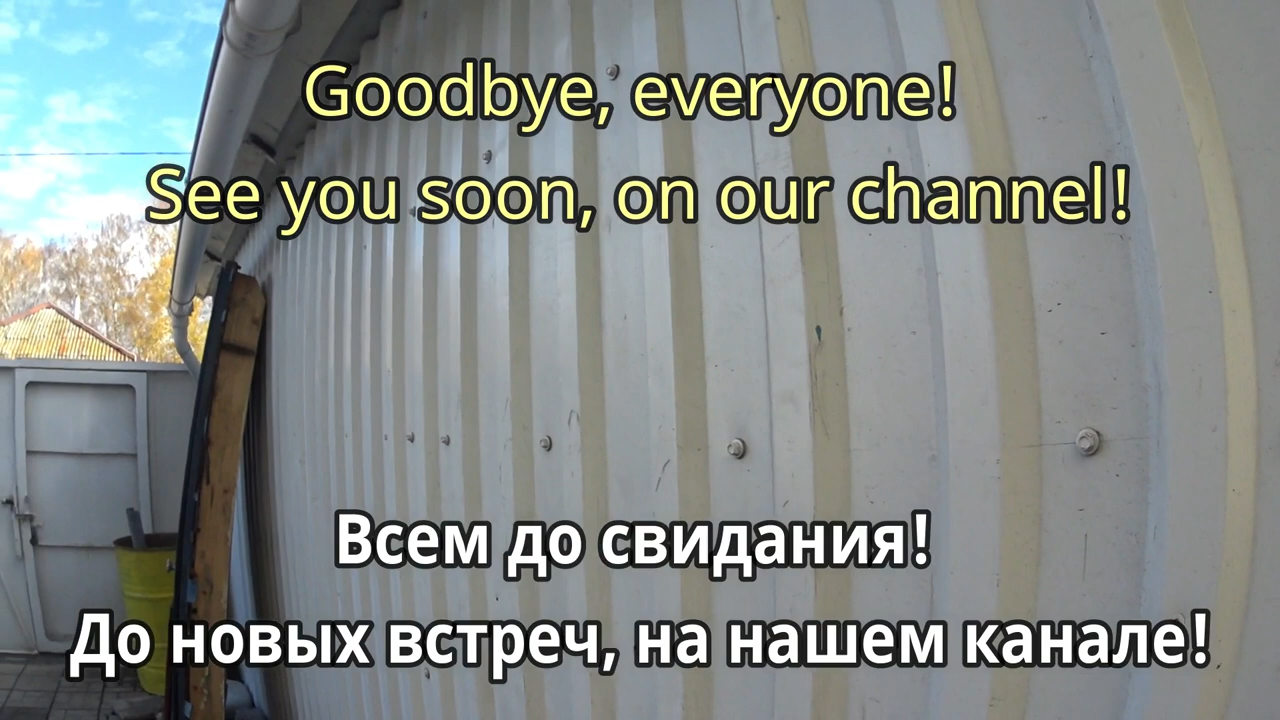 Goodbye, everyone!
See you soon, on our channel!
Всем до свидания!
До новых встреч, на нашем канале!